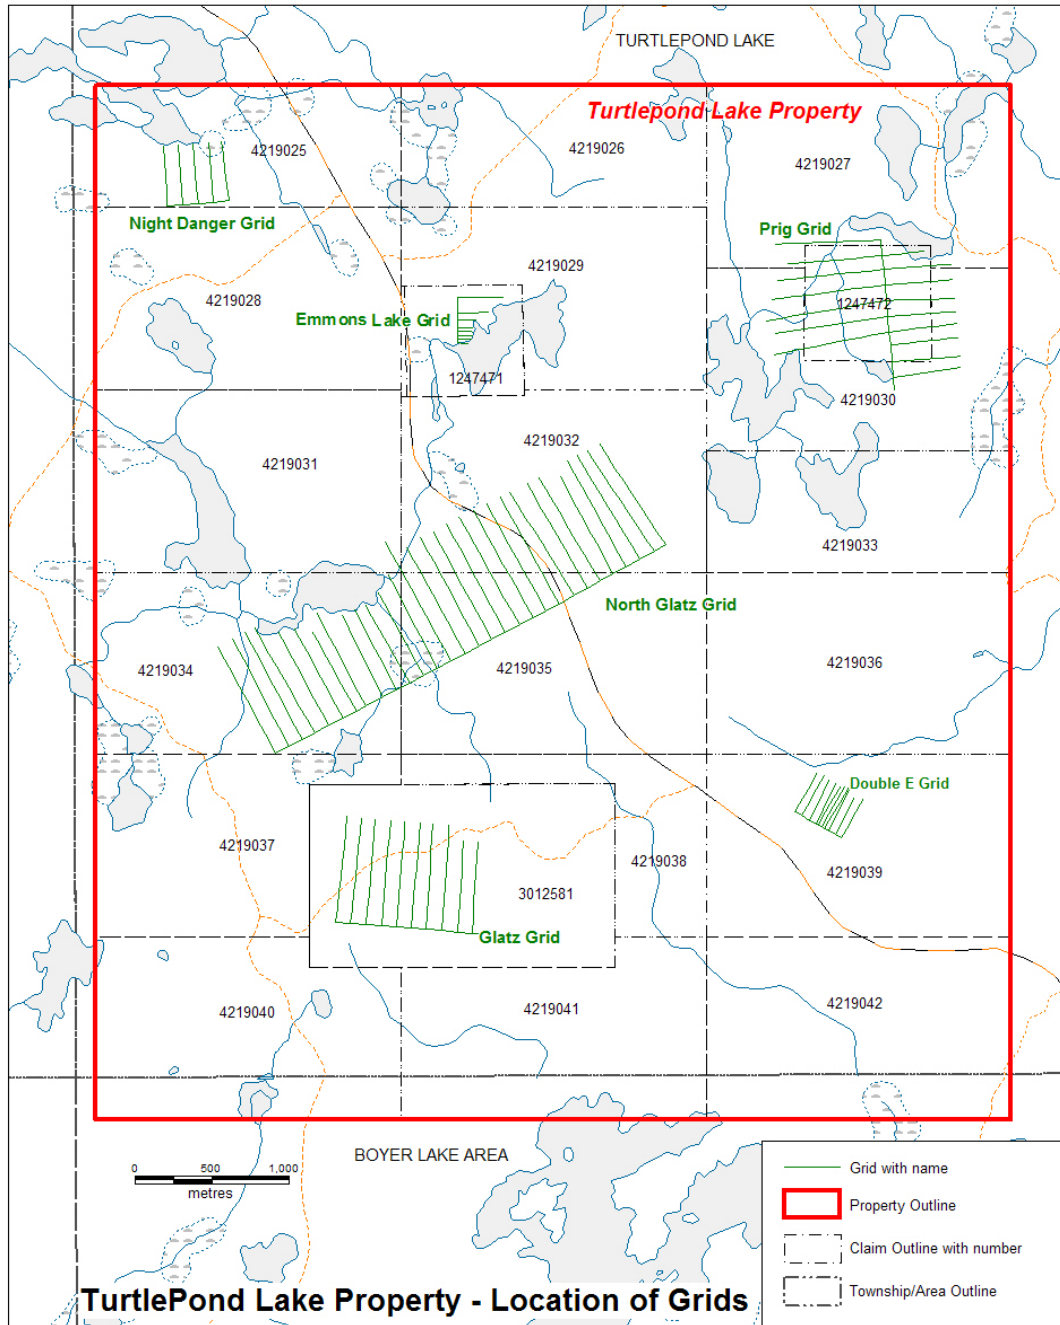 TURTLEPOND LAKE
Turtlepond Lake Property
4219025
4219026
4219027
Night Danger Grid
Prig Grid
4219029
4219028
1247472
Emmons Lake Grid
1247471
4219030
4219032
4219031
4219033
North Glatz Grid
4219034
4219035
4219036
Double E Grid
4219037
4219038
4219039
3012581
Glatz Grid
4219040
4219041
4219042
BOYER LAKE AREA
0 500 1,000
metres
Grid with name
Property Outline
Claim Outline with number
Township/Area Outline
TurtlePond Lake Property - Location of Grids